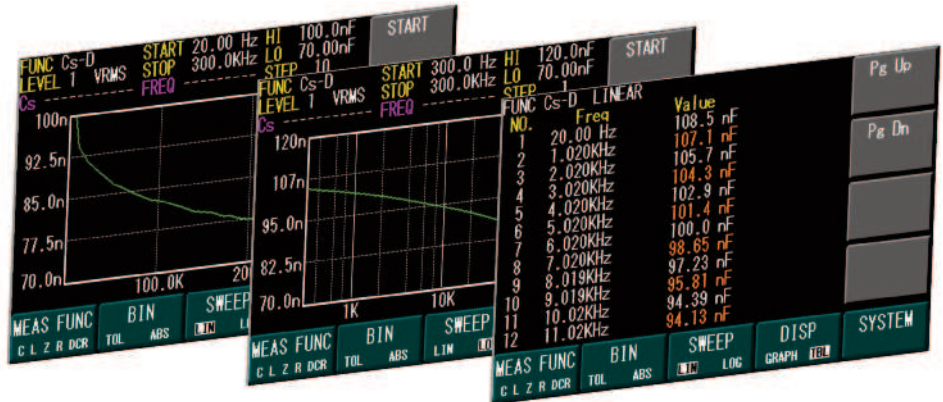 FUNC Cs-D START 20.00 Hz HI 100.0nF
LEVEL 1 VRMS STOP 300.0KHz LO 70.00nF
STEP 10
START
Cs FREQ
100n
92.5n
85.0n
77.5n
70.0n
100.0K 20
MEAS FUNC
C L Z R DCR
BIN
TOL ABS
SWEEP
LIN
FUNC Cs-D START 300.0 Hz HI 120.0nF
LEVEL 1 VRMS STOP 300.0KHz LO 70.00nF
STEP 1
START
Cs FREQ
120n
107n
95.0n
82.5n
70.0n
1K 10K
MEAS FUNC
C L Z R DCR
BIN
TOL ABS
SWEEP
LIN
FUNC Cs-D LINEAR
NO. Freq Value
1 20.00 Hz 108.5 nF
2 1.020KHz 107.1 nF
3 2.020KHz 105.7 nF
4 3.020KHz 104.3 nF
5 4.020KHz 102.9 nF
6 5.020KHz 101.4 nF
7 6.020KHz 100.0 nF
8 7.020KHz 98.65 nF
9 8.019KHz 97.23 nF
10 9.019KHz 95.81 nF
11 10.02KHz 94.39 nF
12 11.02KHz 94.13 nF
Pg Up
Pg Dn
MEAS FUNC
C L Z R DCR
BIN
TOL ABS
SWEEP
LIN LOG
DISP
GRAPH TBL
SYSTEM